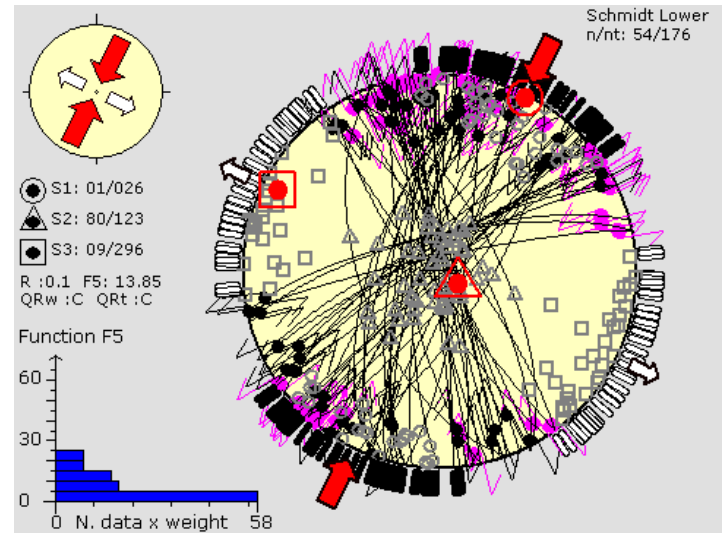 Schmidt Lower
n/nt: 54/176
S1: 01/026
S2: 80/123
S3: 09/296
R :0.1 F5: 13.85
QRw :C QRt :C
Function F5
60
30
0
0 N. data x weight 58